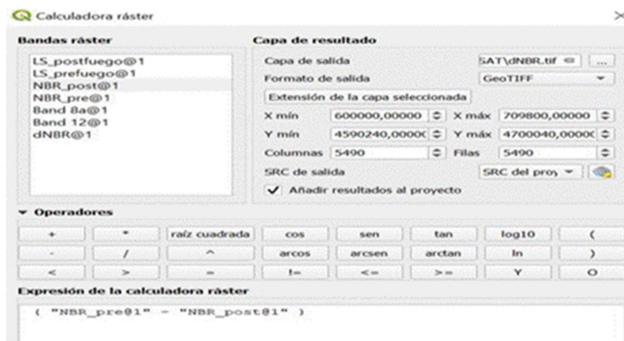 Calculadora ráster
Bandas ráster
LS_postfuego@1
LS_prefuego@1
NBR_post@1
NBR_pre@1
Band 8a@1
Band 12@1
dNBR@1
Capa de resultado
Capa de salida SAT\dNBR.tif ...
Formato de salida GeoTIFF
Extensión de la capa seleccionada
X mín 600000,00000 X máx 709800,00000
Y mín 4590240,0000( Y máx 4700040,0000(
Columnas 5490 Filas 5490
SRC de salida SRC del proy
Añadir resultados al proyecto
Operadores
+ * raíz cuadrada cos sen tan log10 (
- / ^ arcos arcsen arctan ln )
< > = != <= >= Y O
Expresión de la calculadora ráster
( "NBR_pre@1" - "NBR_post@1" )